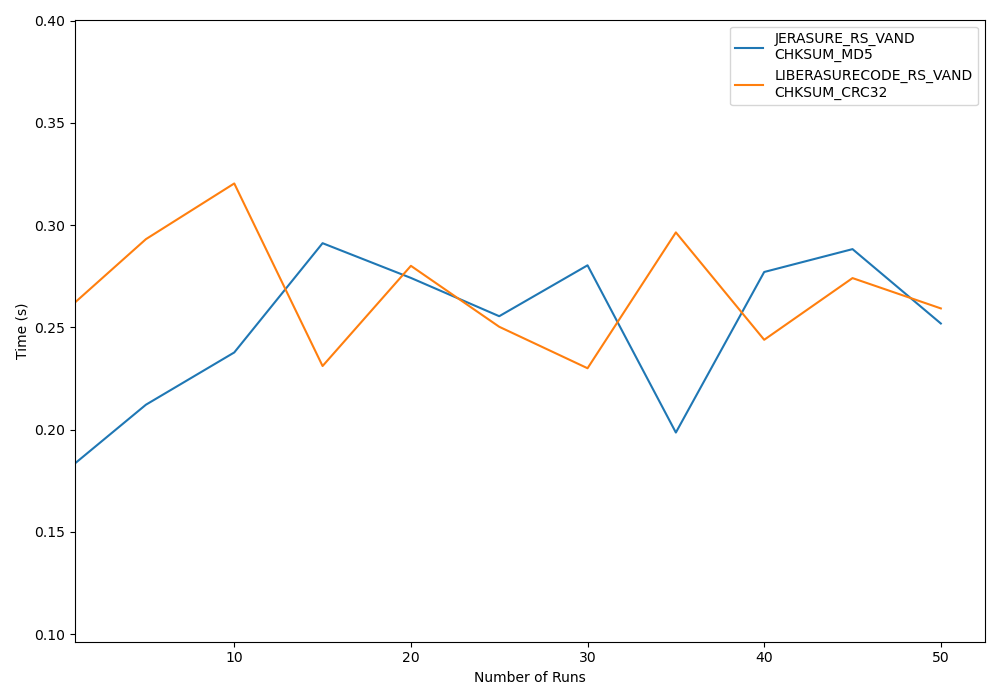 0.40
0.35
0.30
0.25
0.20
0.15
0.10
Time (s)
10
20
30
40
50
Number of Runs
JERASURE_RS_VAND
CHKSUM_MD5
LIBERASURECODE_RS_VAND
CHKSUM_CRC32